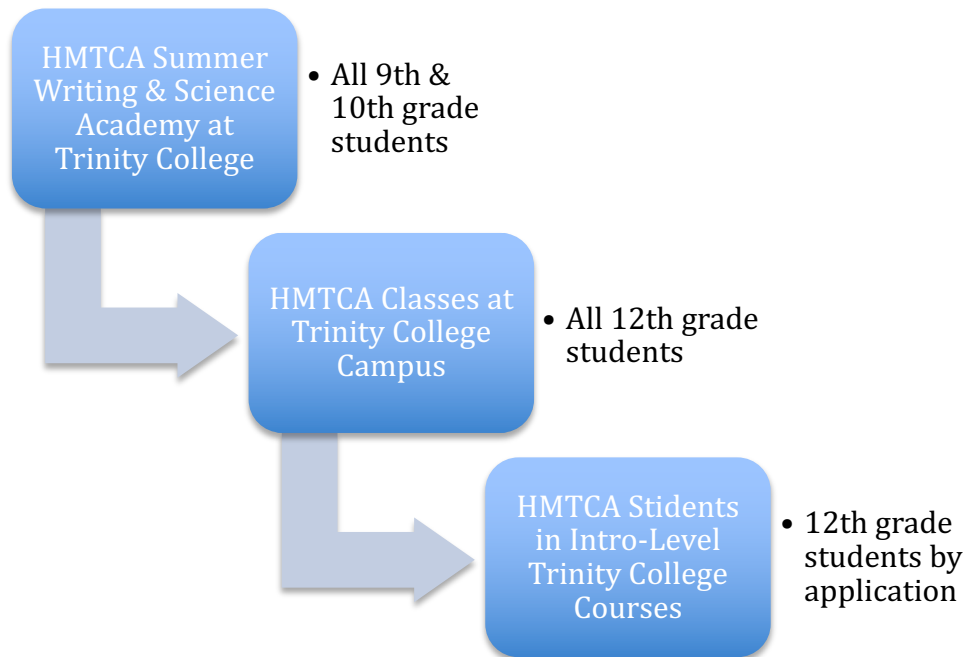 HMTCA Summer
Writing & Science
Academy at
Trinity College
• All 9th &
10th grade
students
HMTCA Classes at
Trinity College
Campus
• All 12th grade
students
HMTCA Stidents
in Intro-Level
Trinity College
Courses
• 12th grade
students by
application